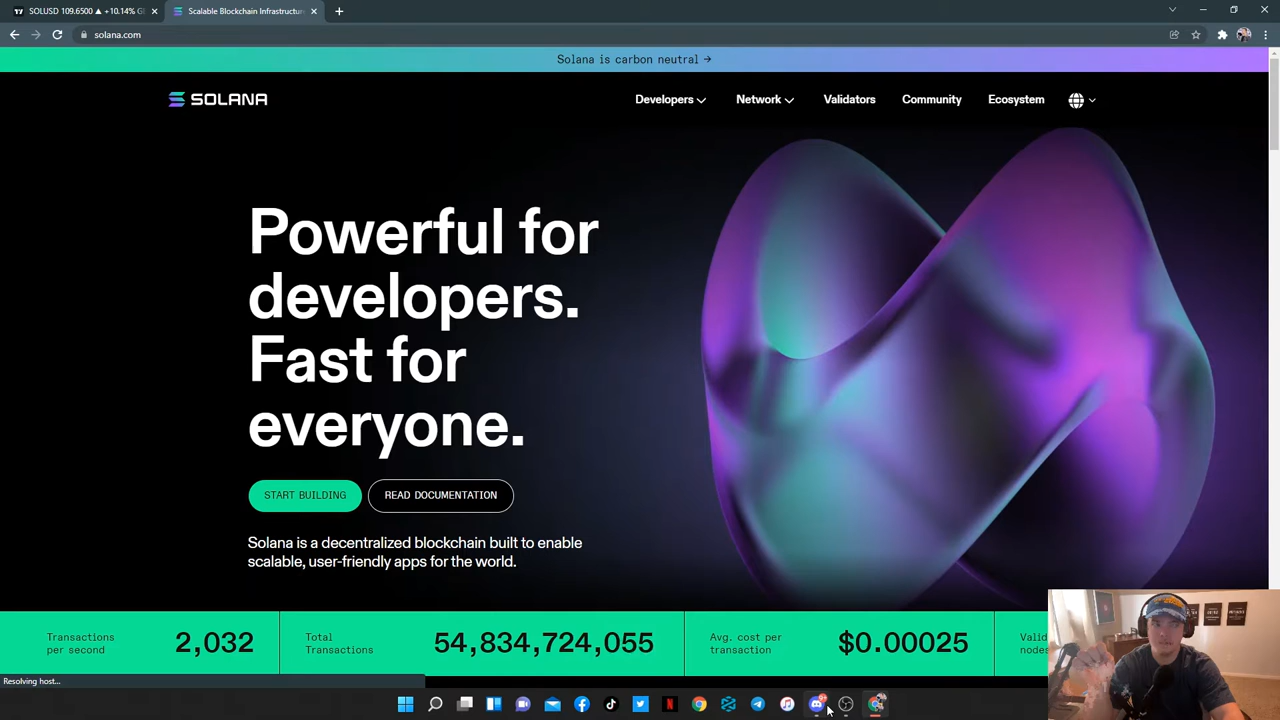 SOLUSD 109.6500 ▲ +10.14%
Scalable Blockchain Infrastructure
solana.com
Solana is carbon neutral →
SOLANA
Developers
Network
Validators
Community
Ecosystem
Powerful for
developers.
Fast for
everyone.
START BUILDING
READ DOCUMENTATION
Solana is a decentralized blockchain built to enable
scalable, user-friendly apps for the world.
Transactions
per second
2,032
Total
Transactions
54,834,724,055
Avg. cost per
transaction
$0.00025
nodes
Resolving host...